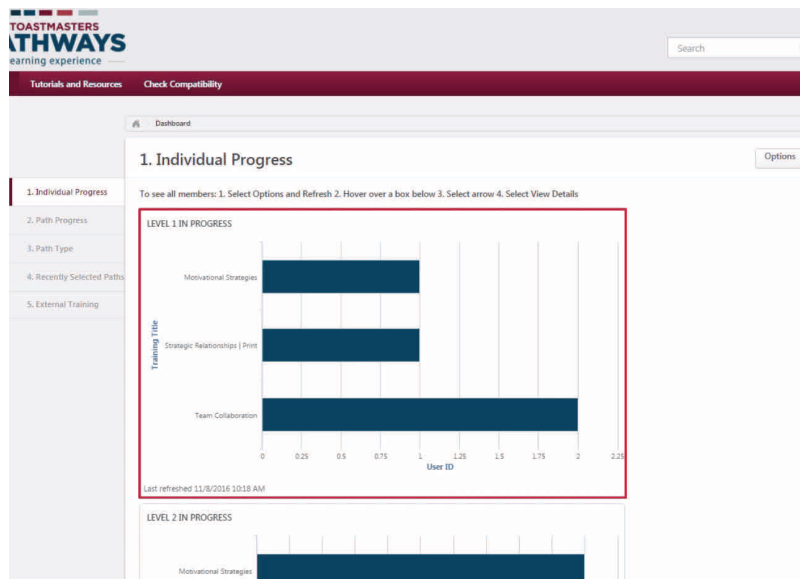 TOASTMASTERS
PATHWAYS
learning experience
Search
Tutorials and Resources Check Compatibility
Dashboard
1. Individual Progress
Options
1. Individual Progress
2. Path Progress
3. Path Type
4. Recently Selected Paths
5. External Training
To see all members: 1. Select Options and Refresh 2. Hover over a box below 3. Select arrow 4. Select View Details
LEVEL 1 IN PROGRESS
Training Title
Motivational Strategies
Strategic Relationships | Print
Team Collaboration
0 0.25 0.5 0.75 1 1.25 1.5 1.75 2 2.25
User ID
Last refreshed 11/8/2016 10:18 AM
LEVEL 2 IN PROGRESS
Motivational Strategies